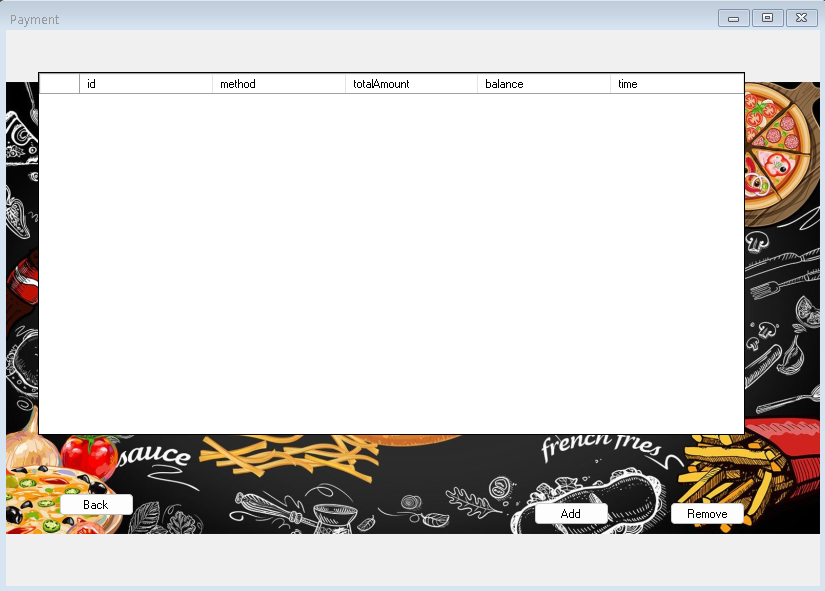 Payment
id method totalAmount balance time
sauce
french fries
Back
Add
Remove